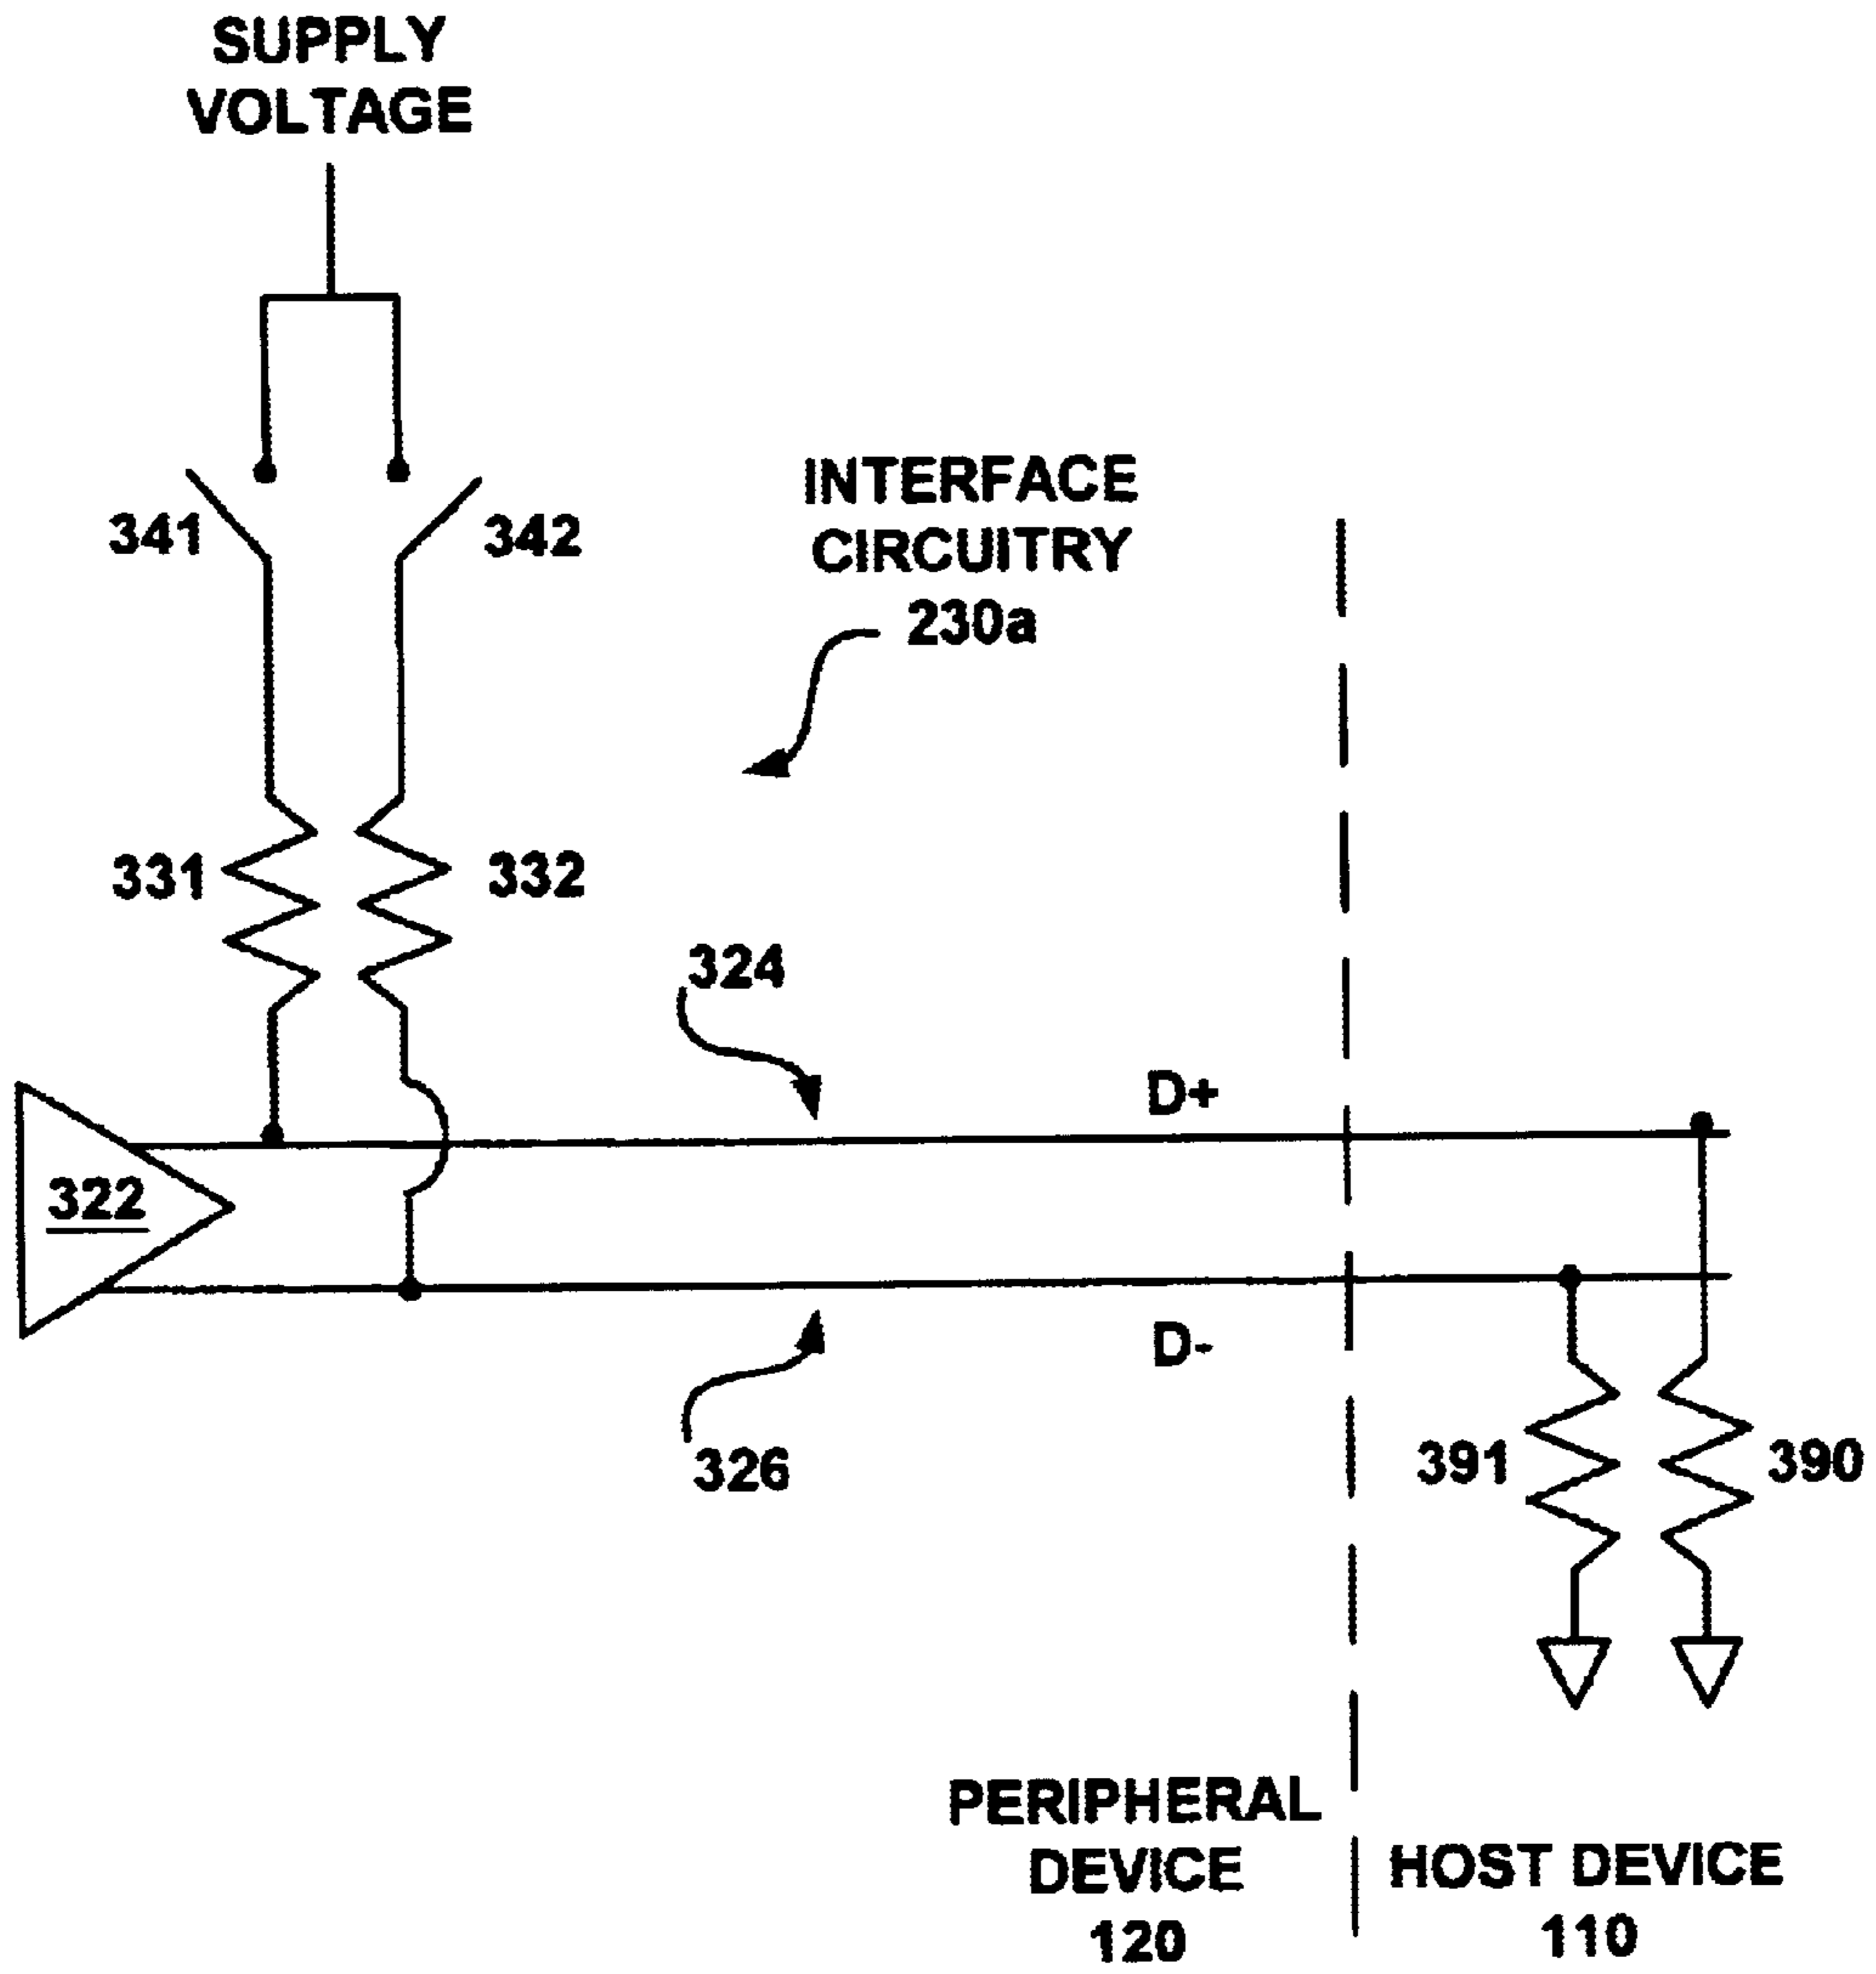 SUPPLY
VOLTAGE
341
342
INTERFACE
CIRCUITRY
230a
331
332
324
D+
322
D-
326
391
390
PERIPHERAL
DEVICE
120
HOST DEVICE
110